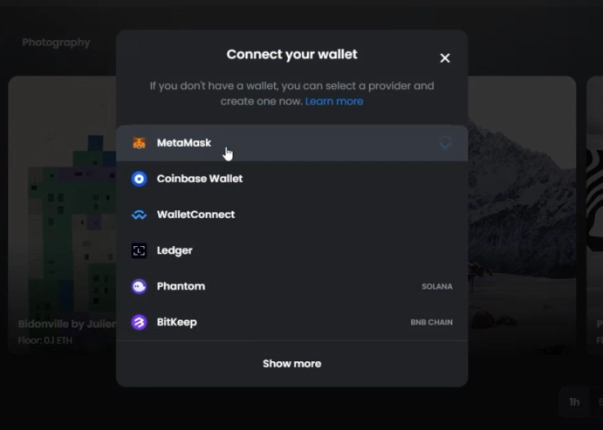 Photography
Connect your wallet
If you don't have a wallet, you can select a provider and
create one now. Learn more
MetaMask
Coinbase Wallet
WalletConnect
Ledger
Phantom
SOLANA
BitKeep
BNB CHAIN
Show more
Bidonville by Julien
Floor: 0.1 ETH
1h